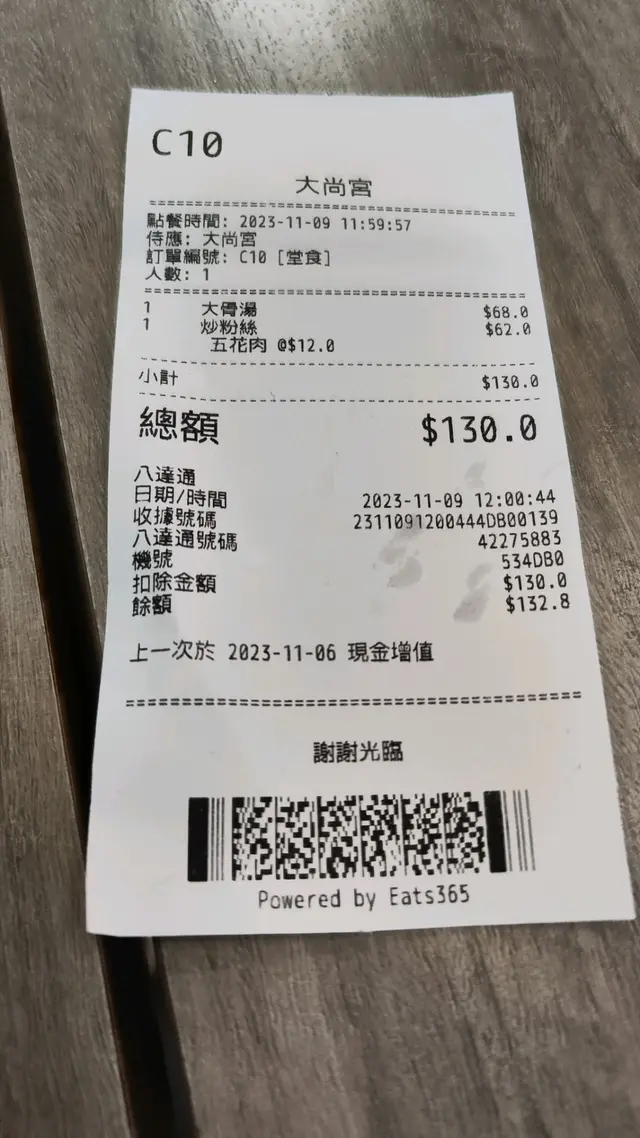 C10
大尚宮
點餐時間: 2023-11-09 11:59:57
侍應: 大尚宮
訂單編號: C10 [堂食]
人數: 1
1 大骨湯 $68.0
1 炒粉絲 $62.0
五花肉 @$12.0
小計 $130.0
總額 $130.0
八達通
日期/時間 2023-11-09 12:00:44
收據號碼 2311091200444DB00139
八達通號碼 42275883
機號 534DB0
扣除金額 $130.0
餘額 $132.8
上一次於 2023-11-06 現金增值
謝謝光臨
Powered by Eats365